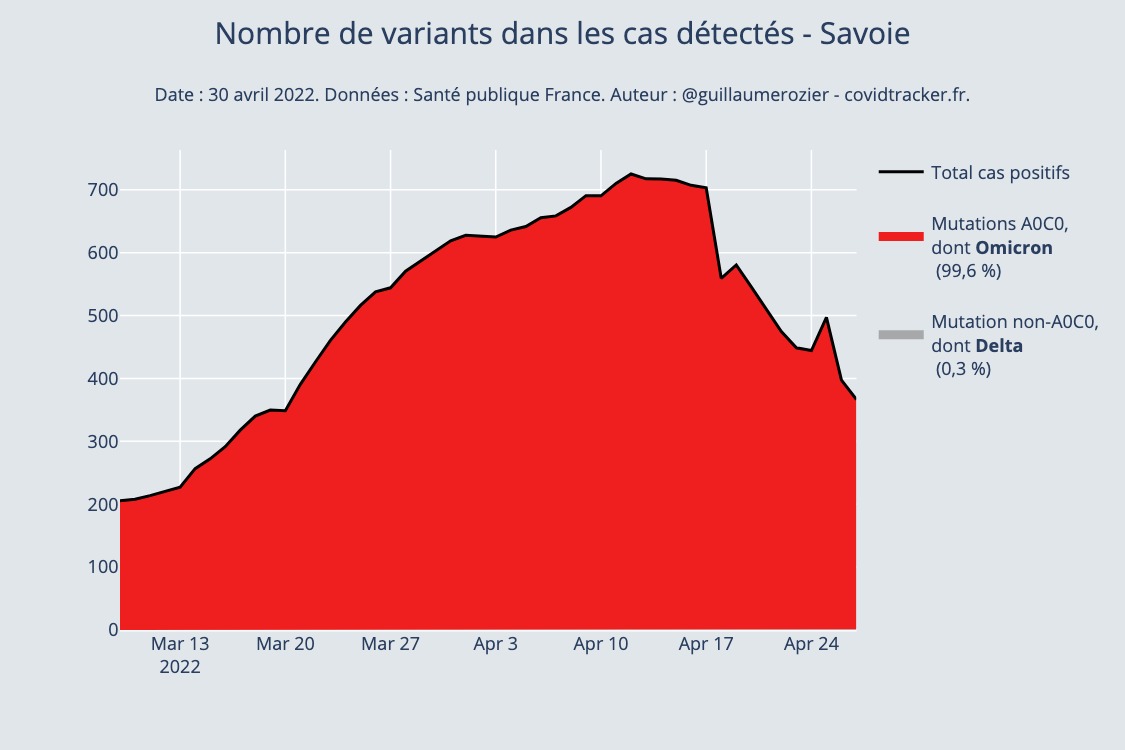 Nombre de variants dans les cas détectés - Savoie
Date : 30 avril 2022. Données : Santé publique France. Auteur : @guillaumerozier - covidtracker.fr.
Total cas positifs
Mutations A0C0,
dont Omicron
(99,6 %)
Mutation non-A0C0,
dont Delta
(0,3 %)
700
600
500
400
300
200
100
0
Mar 13
2022
Mar 20
Mar 27
Apr 3
Apr 10
Apr 17
Apr 24